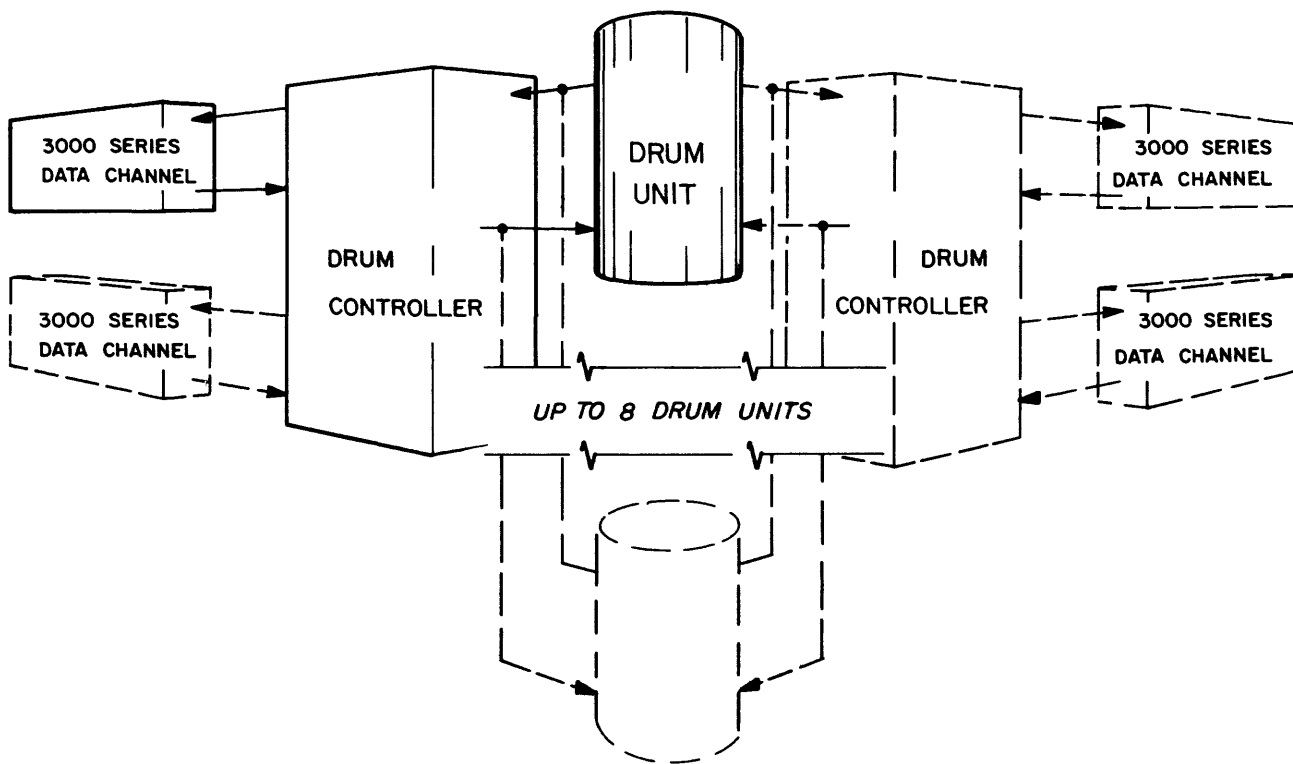 3000 SERIES
DATA CHANNEL
3000 SERIES
DATA CHANNEL
DRUM
CONTROLLER
DRUM
UNIT
UP TO 8 DRUM UNITS
DRUM
CONTROLLER
3000 SERIES
DATA CHANNEL
3000 SERIES
DATA CHANNEL